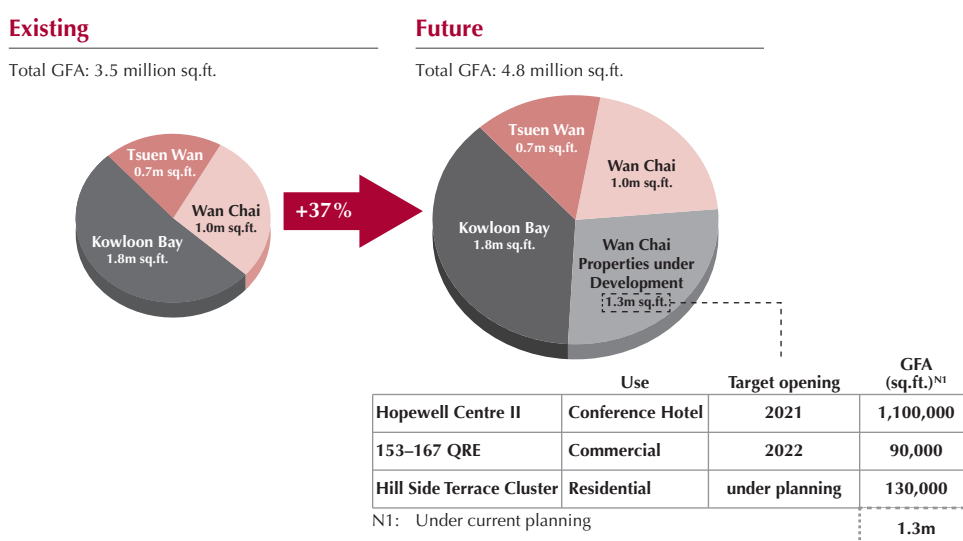 Existing
Total GFA: 3.5 million sq.ft.
Tsuen Wan
0.7m sq.ft.
Wan Chai
1.0m sq.ft.
Kowloon Bay
1.8m sq.ft.
+37%
Future
Total GFA: 4.8 million sq.ft.
Tsuen Wan
0.7m sq.ft.
Wan Chai
1.0m sq.ft.
Kowloon Bay
1.8m sq.ft.
Wan Chai
Properties under
Development
1.3m sq.ft.
Use Target opening GFA (sq.ft.)N1
Hopewell Centre II Conference Hotel 2021 1,100,000
153–167 QRE Commercial 2022 90,000
Hill Side Terrace Cluster Residential under planning 130,000
N1: Under current planning
1.3m